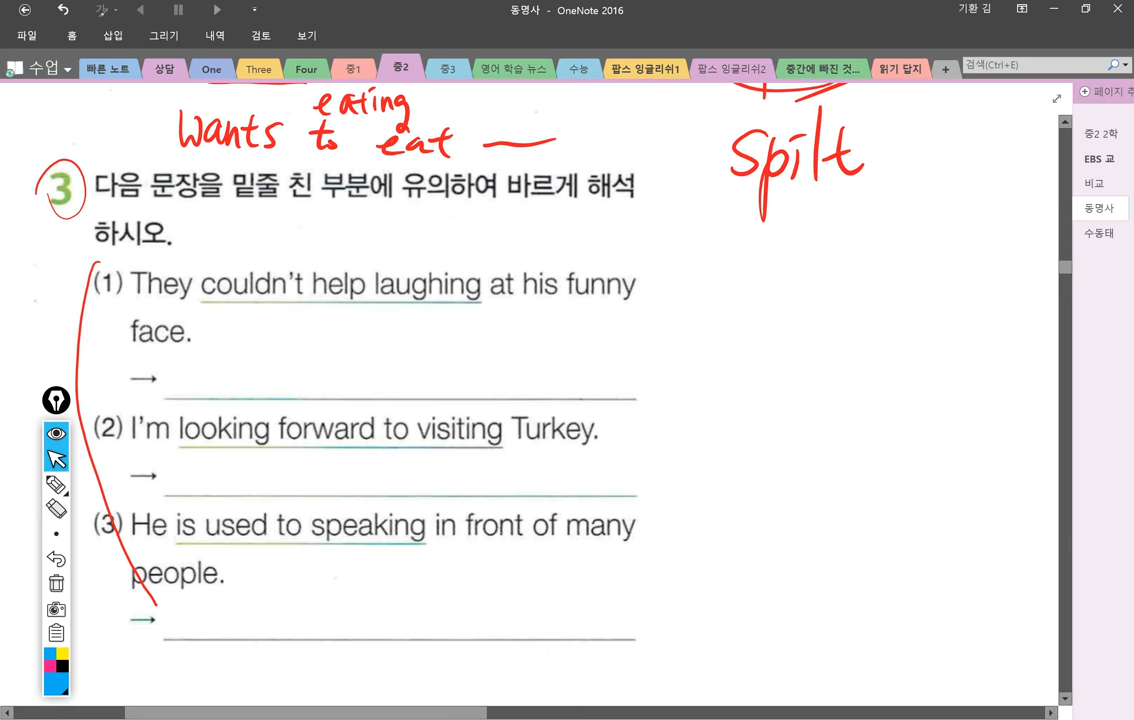 동명사 - OneNote 2016
기환 김
파일 홈 삽입 그리기 내역 검토 보기
수업 빠른 노트 상담 One Three Four 중1 중2 중3 영어 학습 뉴스 수능 팝스 잉글리쉬1 팝스 잉글리쉬2 중간에 빠진 것... 읽기 답지 + 검색(Ctrl+E)
페이지 추
중2 2학
EBS 교
비교
동명사
수동태
eating
wants to eat
spilt
3 다음 문장을 밑줄 친 부분에 유의하여 바르게 해석
하시오.
(1) They couldn't help laughing at his funny
face.
→
(2) I'm looking forward to visiting Turkey.
→
(3) He is used to speaking in front of many
people.
→